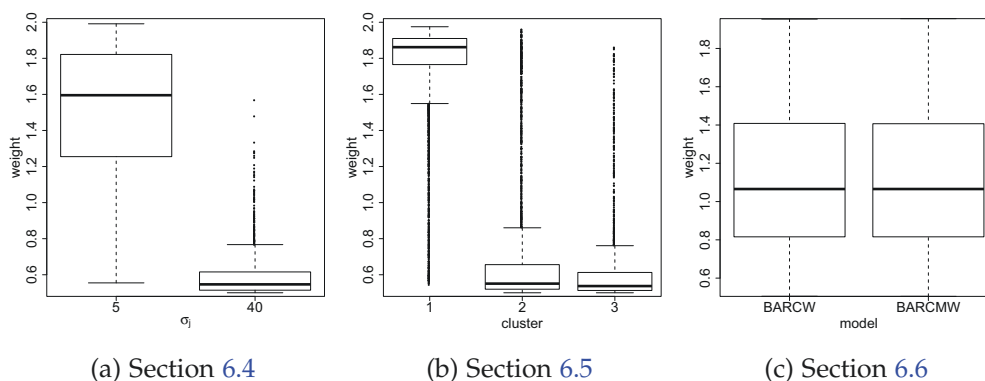 weight
2.0
1.8
1.6
1.4
1.2
1.0
0.8
0.6
5
40
σj
weight
2.0
1.8
1.6
1.4
1.2
1.0
0.8
0.6
1
2
3
cluster
weight
1.8
1.6
1.4
1.2
1.0
0.8
0.6
BARCW
BARCMW
model
(a) Section 6.4
(b) Section 6.5
(c) Section 6.6